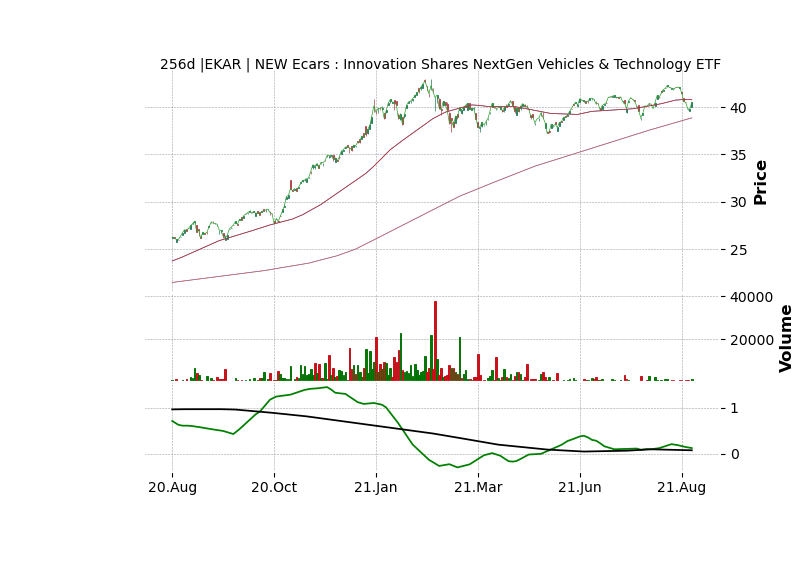 256d |EKAR | NEW Ecars : Innovation Shares NextGen Vehicles & Technology ETF
40
35
30
25
Price
40000
20000
Volume
1
0
20.Aug 20.Oct 21.Jan 21.Mar 21.Jun 21.Aug